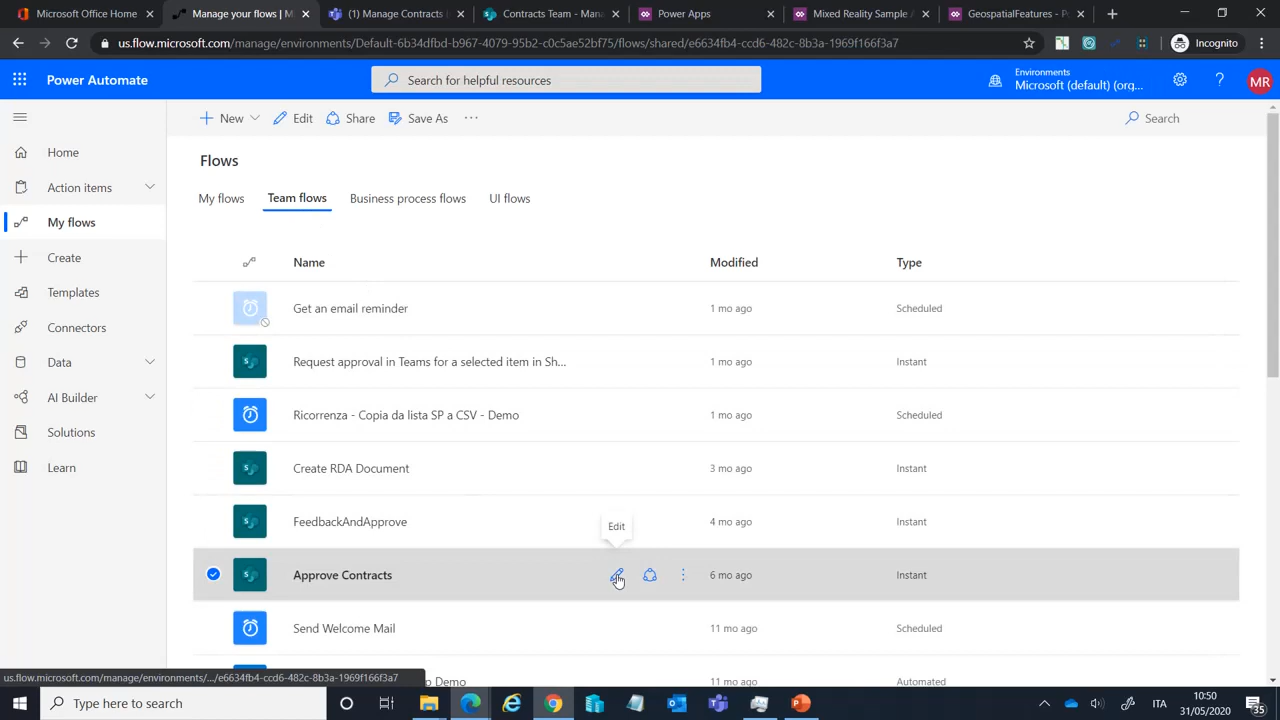 Microsoft Office Home
Manage your flows | M
(4) Manage Contracts |
Contracts Team - Mana
Power Apps
Mixed Reality Sample /
GeospatialFeatures - Po
us.flow.microsoft.com/manage/environments/Default-6b34dfbd-b967-4079-95b2-c0c5ae52bf75/flows/shared/e6634fb4-ccd6-482c-8b3a-1969f166f3a7
Incognito
Power Automate
Search for helpful resources
Environments
Microsoft (default) (org...
?
MR
New
Edit
Share
Save As
...
Search
Home
Action items
My flows
Create
Templates
Connectors
Data
AI Builder
Solutions
Learn
Flows
My flows
Team flows
Business process flows
UI flows
Name
Modified
Type
Get an email reminder
1 mo ago
Scheduled
Request approval in Teams for a selected item in Sh...
1 mo ago
Instant
Ricorrenza - Copia da lista SP a CSV - Demo
1 mo ago
Scheduled
Create RDA Document
3 mo ago
Instant
FeedbackAndApprove
4 mo ago
Instant
Edit
Approve Contracts
6 mo ago
Instant
Send Welcome Mail
11 mo ago
Scheduled
p Demo
11 mo ago
Automated
us.flow.microsoft.com/manage/environments/.../e6634fb4-ccd6-482c-8b3a-1969f166f3a7
Type here to search
ITA
10:50
31/05/2020
35